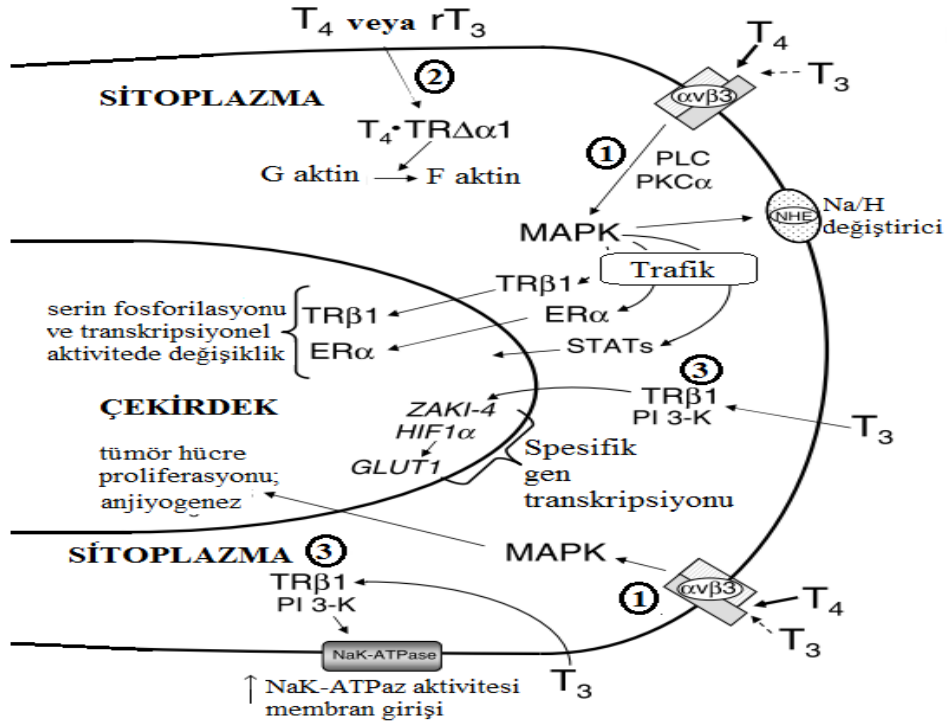 T4 veya rT3
2
SİTOPLAZMA
T4•TRΔα1
G aktin
F aktin
T4
T3
αvβ3
1
PLC
PKCα
MAPK
NHE
Na/H
değiştirici
Trafik
TRβ1
ERα
STATs
serin fosforilasyonu
ve transkripsiyonel
aktivitede değişiklik
TRβ1
ERα
3
TRβ1
PI 3-K
T3
ÇEKİRDEK
ZAKI-4
HIF1α
GLUT1
Spesifik
gen
transkripsiyonu
tümör hücre
proliferasyonu;
anjiyogenez
SİTOPLAZMA
3
TRβ1
PI 3-K
MAPK
1
αvβ3
T4
T3
NaK-ATPase
T3
↑ NaK-ATPaz aktivitesi
membran girişi